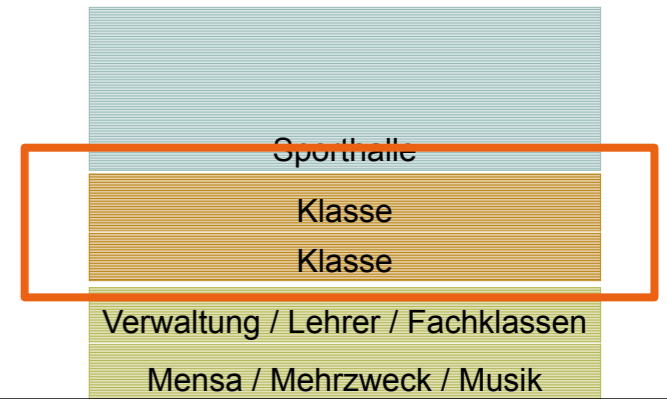 Sporthalle
Klasse
Klasse
Verwaltung / Lehrer / Fachklassen
Mensa / Mehrzweck / Musik